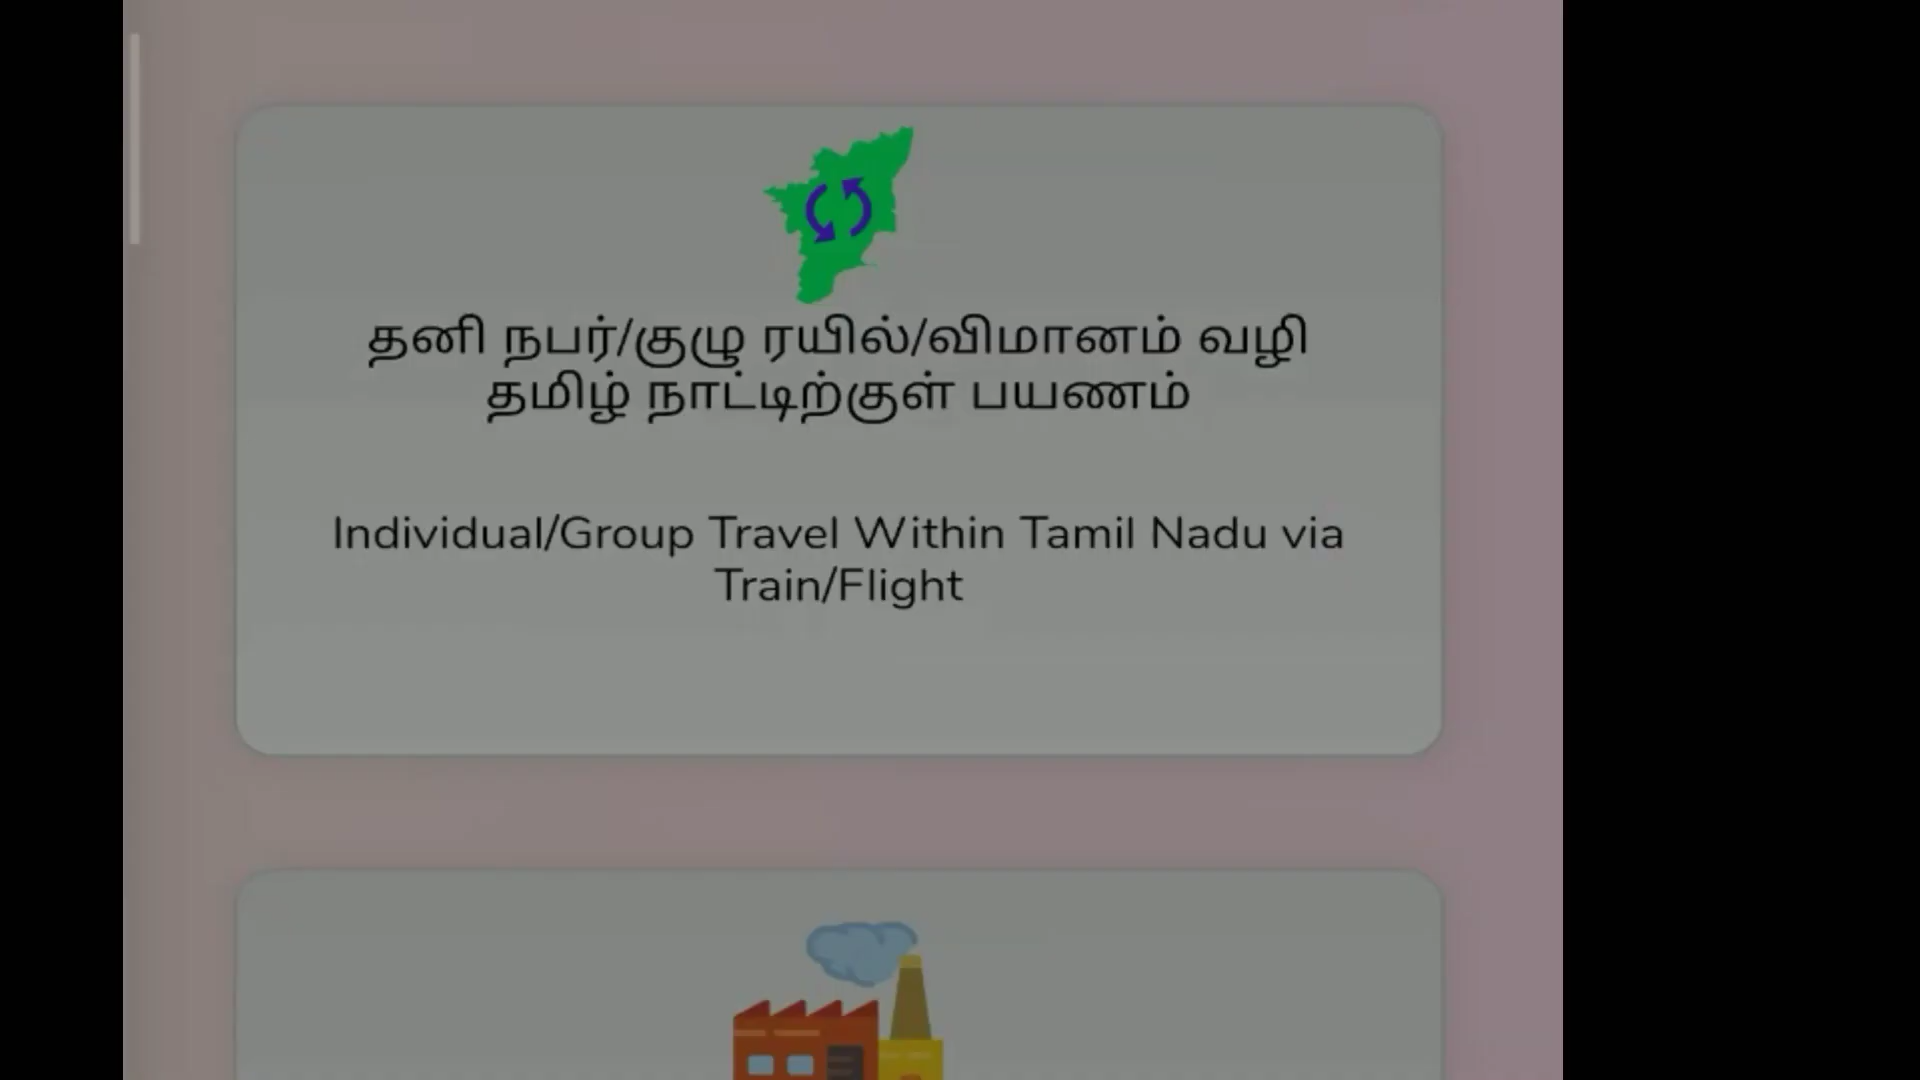 தனி நபர்/குழு ரயில்/விமானம் வழி
தமிழ் நாட்டிற்குள் பயணம்
Individual/Group Travel Within Tamil Nadu via
Train/Flight